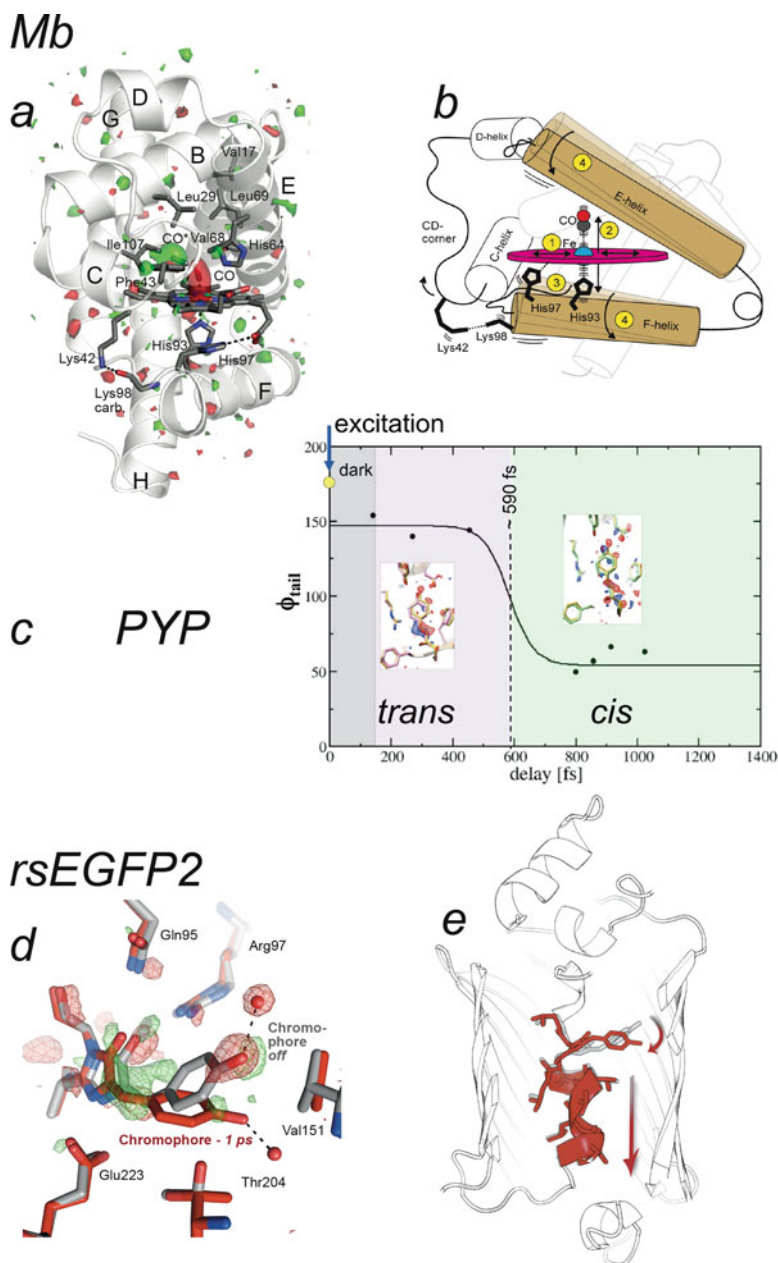 Mb
a
D
G
B
Val17
E
Leu29
Leu69
CO*
Val68
His64
Ile107
C
CO
Phe43
His93
His97
Lys42
Lys98
carb.
F
H
b
D-helix
4
E-helix
CO
2
CD-
corner
C-helix
1
Fe
3
His97
His93
4
F-helix
Lys42
Lys98
excitation
200
dark
~ 590 fs
150
ϕtail
100
c
PYP
50
trans
cis
0
0
200
400
600
800
1000
1200
1400
delay [fs]
rsEGFP2
d
Gln95
Arg97
Chromo-
phore
off
Val151
Chromophore - 1 ps
Glu223
Thr204
e